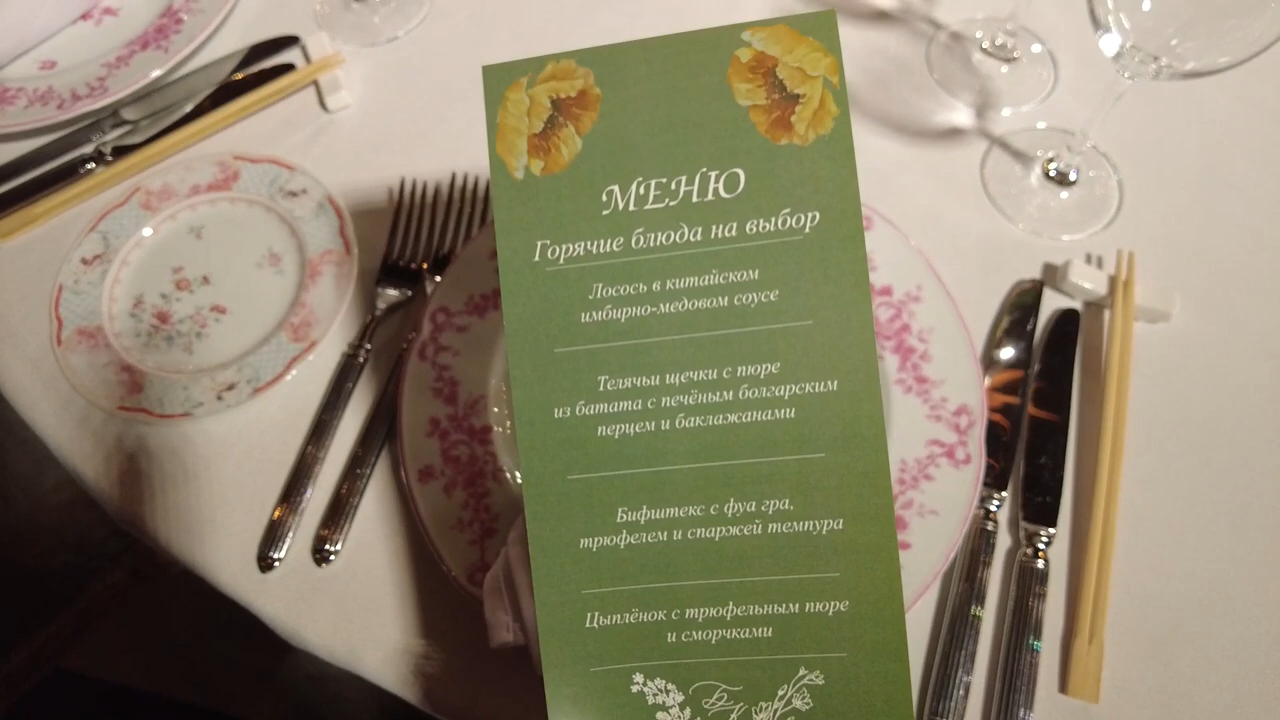 МЕНЮ
Горячие блюда на выбор
Лосось в китайском
имбирно-медовом соусе
Телячьи щечки с пюре
из батата с печёным болгарским
перцем и баклажанами
Бифштекс с фуа гра,
трюфелем и спаржей темпура
Цыплёнок с трюфельным пюре
и сморчками
Б
К